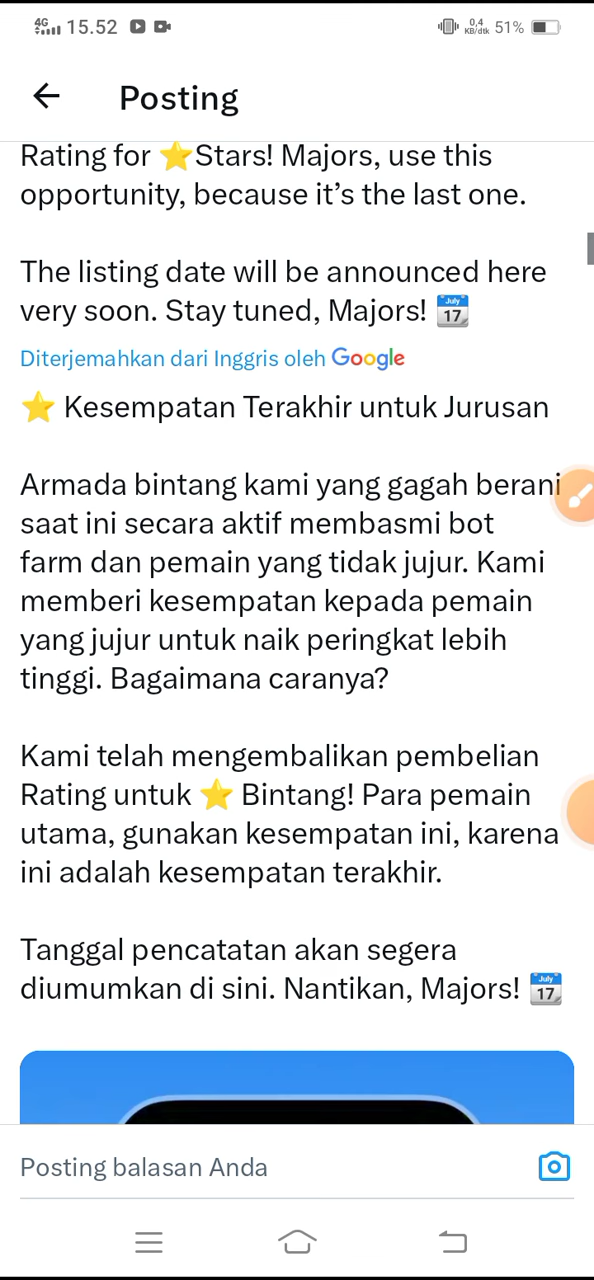 4G 15.52 0,4 KB/dtk 51%
Posting
Rating for ⭐Stars! Majors, use this
opportunity, because it’s the last one.
The listing date will be announced here
very soon. Stay tuned, Majors! 📅
Diterjemahkan dari Inggris oleh Google
⭐ Kesempatan Terakhir untuk Jurusan
Armada bintang kami yang gagah berani
saat ini secara aktif membasmi bot
farm dan pemain yang tidak jujur. Kami
memberi kesempatan kepada pemain
yang jujur untuk naik peringkat lebih
tinggi. Bagaimana caranya?
Kami telah mengembalikan pembelian
Rating untuk ⭐ Bintang! Para pemain
utama, gunakan kesempatan ini, karena
ini adalah kesempatan terakhir.
Tanggal pencatatan akan segera
diumumkan di sini. Nantikan, Majors! 📅
Posting balasan Anda